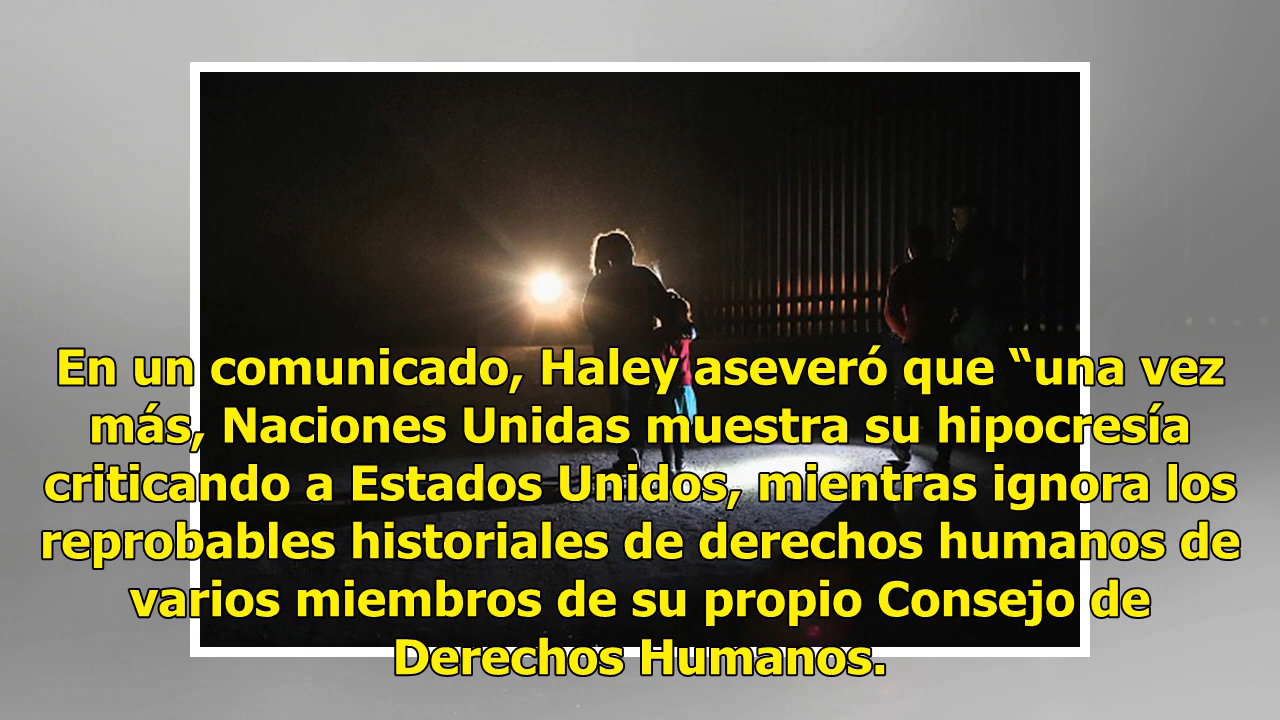 En un comunicado, Haley aseveró que “una vez
más, Naciones Unidas muestra su hipocresía
criticando a Estados Unidos, mientras ignora los
reprobables historiales de derechos humanos de
varios miembros de su propio Consejo de
Derechos Humanos.